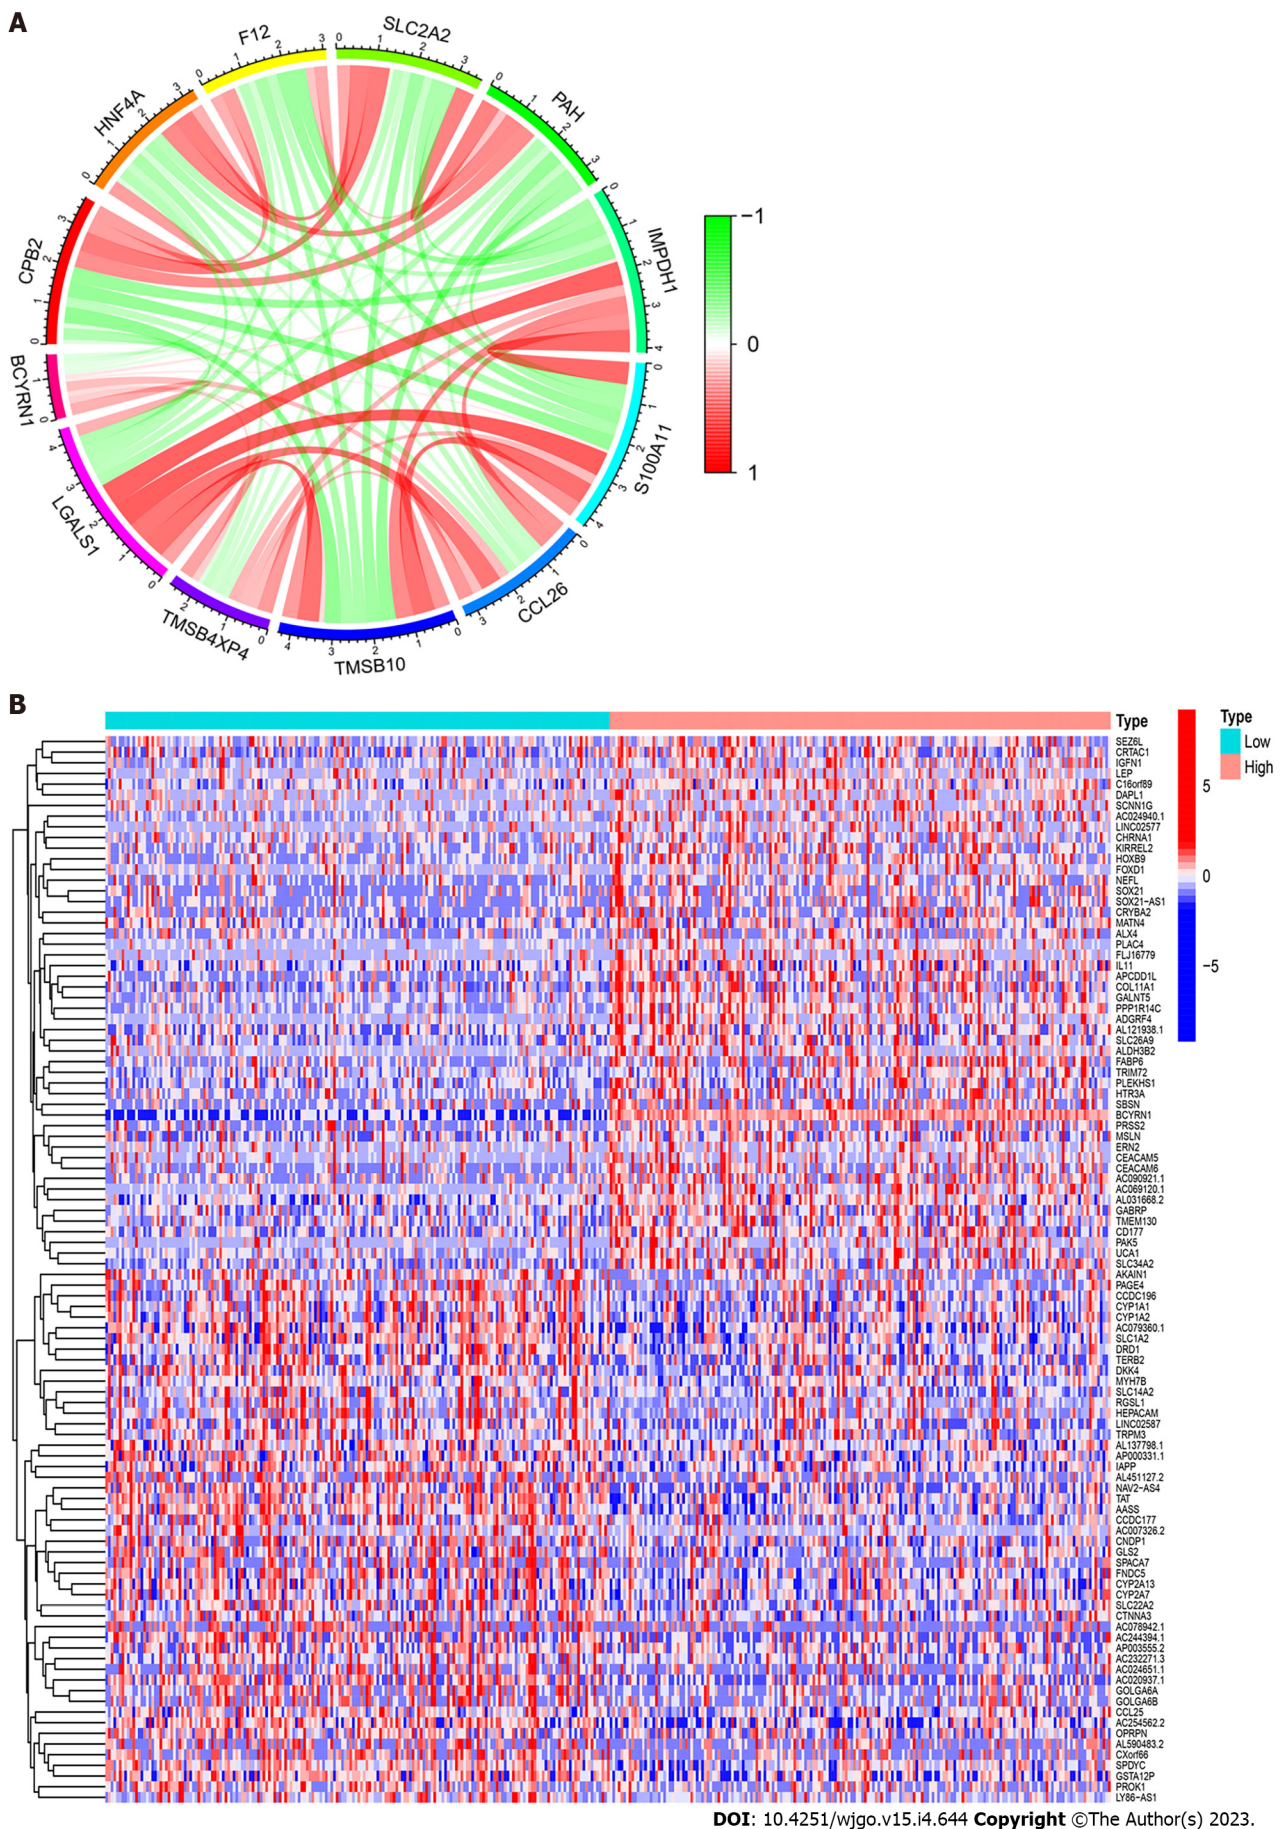 A
F12
SLC2A2
PAH
IMPDH1
S100A11
CCL26
TMSB10
TMSB4XP4
LGALS1
BCYRN1
CPB2
HNF4A
−1
0
1
B
Type
Type
Low
High
5
0
−5
SEZ6L
CRTAC1
IGFN1
LEP
C16orf89
DAPL1
SCNN1G
AC024940.1
LINC02577
CHRNA1
KIRREL2
HOXB9
FOXD1
NEFL
SOX21
SOX21−AS1
CRYBA2
MATN4
ALX4
PLAC4
FLJ16779
IL11
APCDD1L
COL11A1
GALNT5
PPP1R14C
ADGRF4
AL121938.1
SLC26A9
ALDH3B2
FABP6
TRIM72
PLEKHS1
HTR3A
SBSN
BCYRN1
PRSS2
MSLN
ERN2
CEACAM5
CEACAM6
AC090921.1
AC069120.1
AL031668.2
GABRP
TMEM130
CD177
PAK5
UCA1
SLC34A2
AKAIN1
PAGE4
CCDC196
CYP1A1
CYP1A2
AC079360.1
SLC1A2
DRD1
TERB2
DKK4
MYH7B
SLC14A2
RGSL1
HEPACAM
LINC02587
TRPM3
AL137798.1
AP000331.1
IAPP
AL451127.2
NAV2−AS4
TAT
AASS
CCDC177
AC007326.2
CNDP1
GLS2
SPACA7
FNDC5
CYP2A13
CYP2A7
SLC22A2
CTNNA3
AC078942.1
AC244394.1
AP003555.2
AC232271.3
AC024651.1
AC020937.1
GOLGA6A
GOLGA6B
CCL25
AC254562.2
OPRPN
AL590483.2
CXorf66
SPDYC
GSTA12P
PROK1
LY86−AS1
DOI: 10.4251/wjgo.v15.i4.644 Copyright ©The Author(s) 2023.